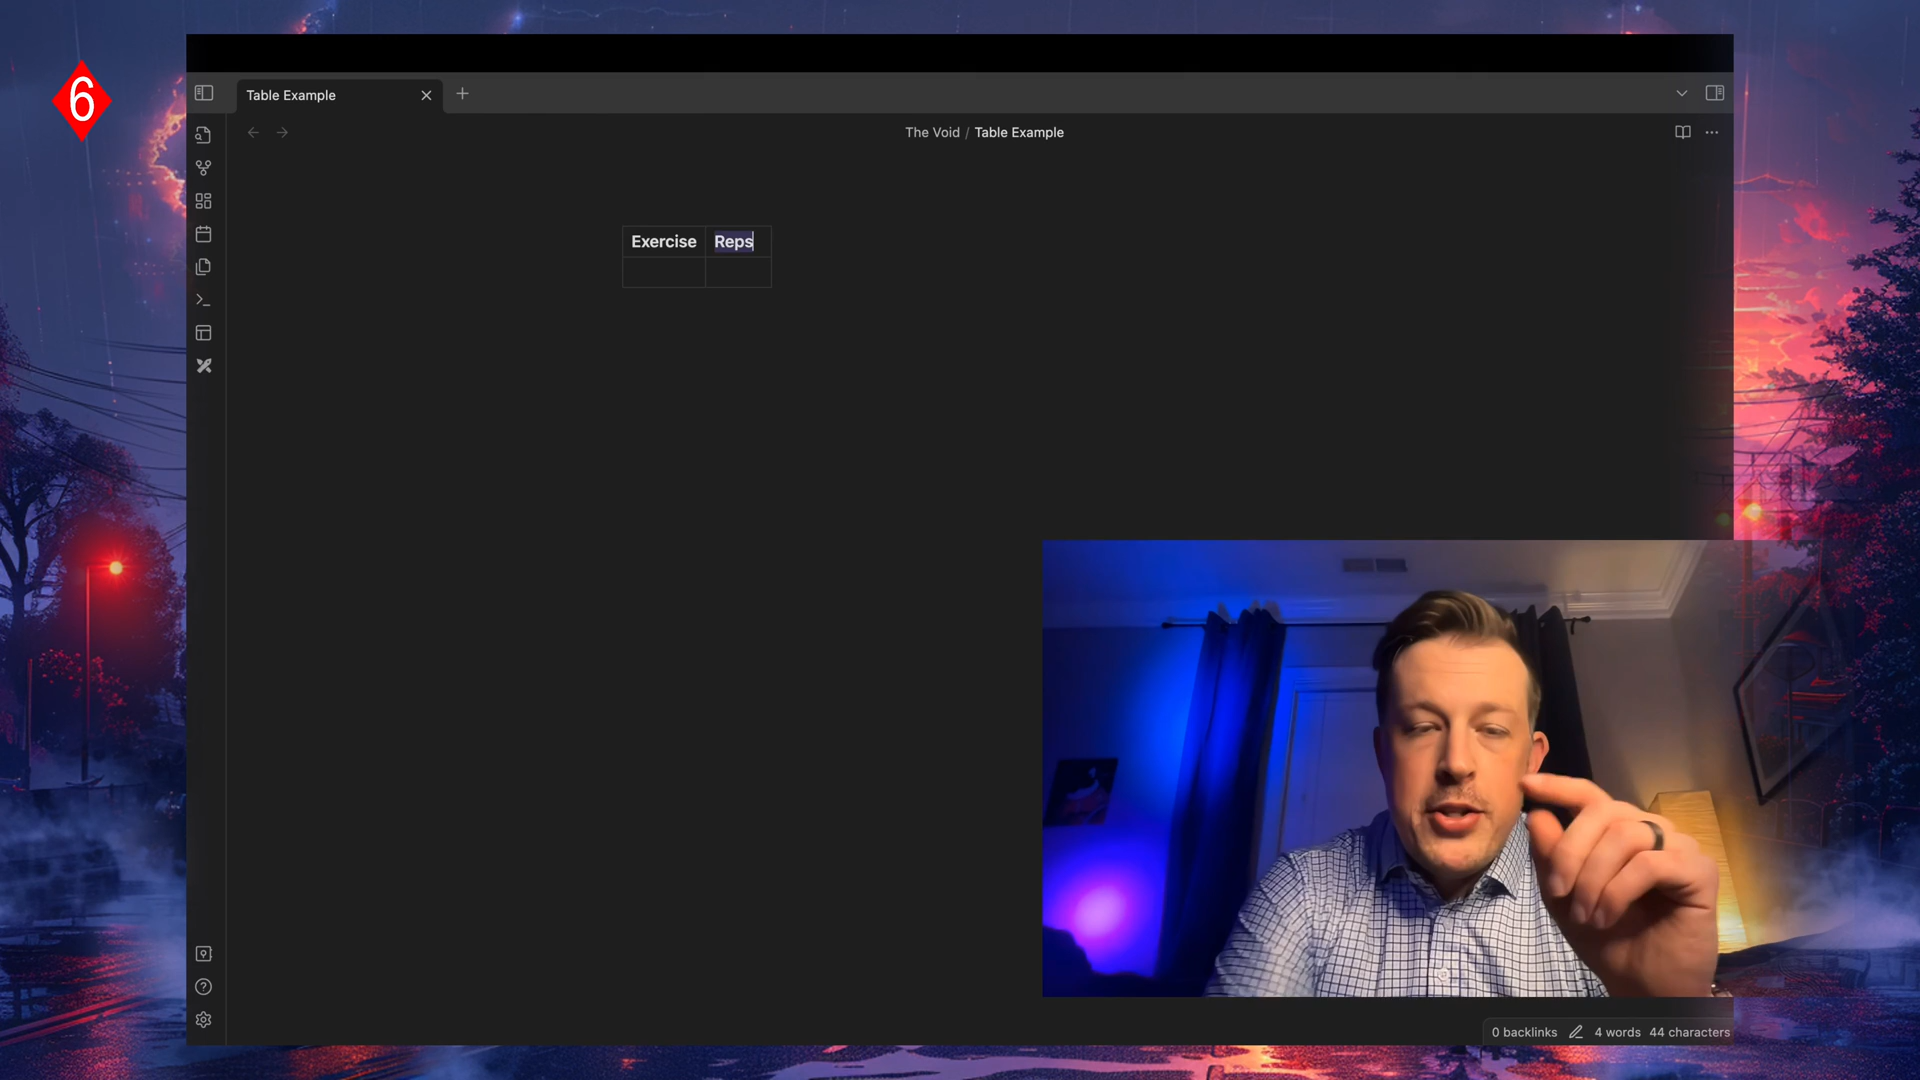 6
Table Example
The Void / Table Example
Exercise Reps
0 backlinks 4 words 44 characters